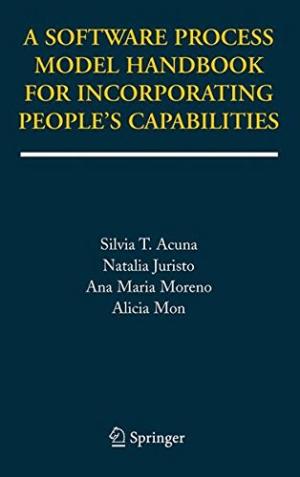 A SOFTWARE PROCESS
MODEL HANDBOOK
FOR INCORPORATING
PEOPLE'S CAPABILITIES
Silvia T. Acuna
Natalia Juristo
Ana Maria Moreno
Alicia Mon
Springer